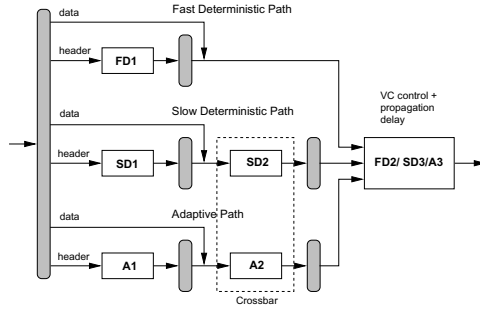 Fast Deterministic Path
data
header
FD1
VC control +
propagation
delay
Slow Deterministic Path
data
header
SD1
SD2
FD2/ SD3/A3
Adaptive Path
data
header
A1
A2
Crossbar